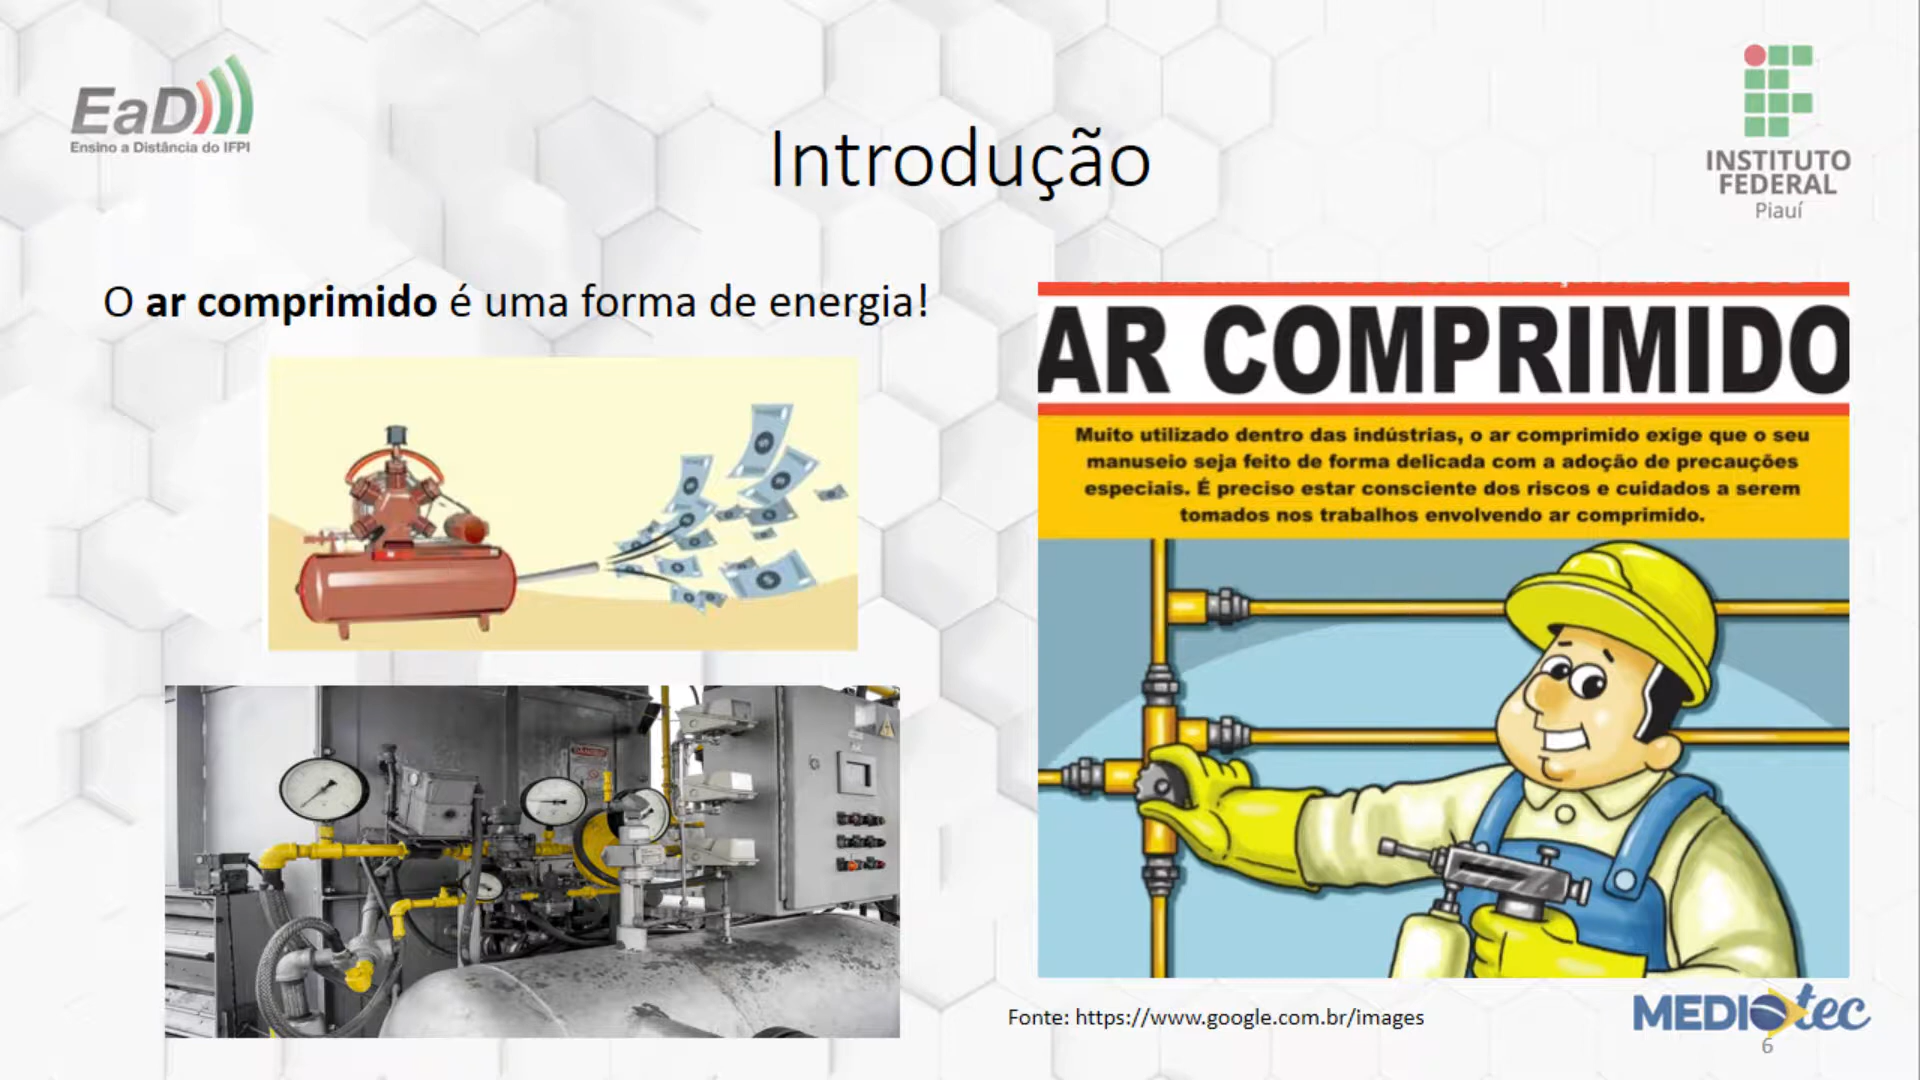 EaD
Ensino a Distância do IFPI
INSTITUTO
FEDERAL
Piauí
Introdução
O ar comprimido é uma forma de energia!
AR COMPRIMIDO
Muito utilizado dentro das indústrias, o ar comprimido exige que o seu
manuseio seja feito de forma delicada com a adoção de precauções
especiais. É preciso estar consciente dos riscos e cuidados a serem
tomados nos trabalhos envolvendo ar comprimido.
Fonte: https://www.google.com.br/images
MEDIOtec
6